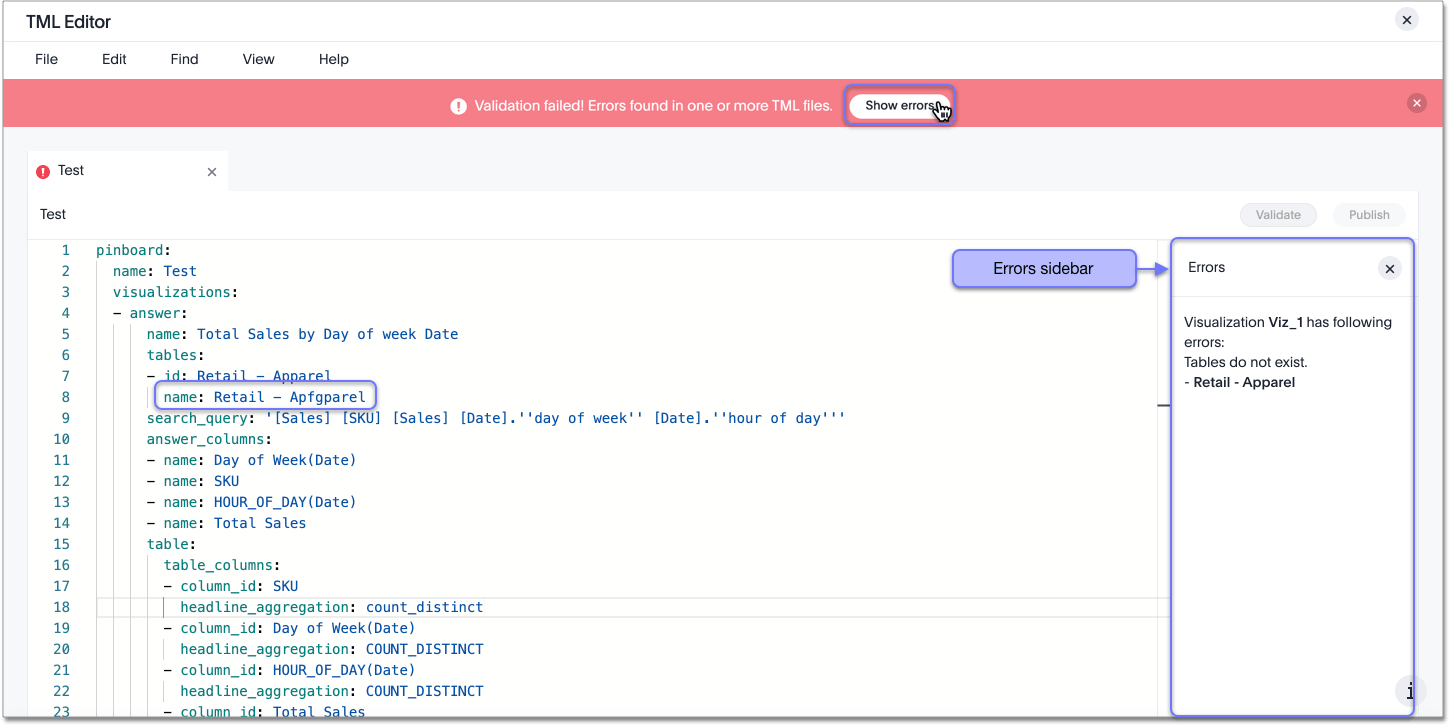 TML Editor
File Edit Find View Help
Validation failed! Errors found in one or more TML files. Show errors
Test
Test Validate Publish
1 pinboard:
2 name: Test
3 visualizations:
4 - answer:
5 name: Total Sales by Day of week Date
6 tables:
7 - id: Retail - Apparel
8 name: Retail - Apfgparel
9 search_query: '[Sales] [SKU] [Sales] [Date].''day of week'' [Date].''hour of day'''
10 answer_columns:
11 - name: Day of Week(Date)
12 - name: SKU
13 - name: HOUR_OF_DAY(Date)
14 - name: Total Sales
15 table:
16 table_columns:
17 - column_id: SKU
18 headline_aggregation: count_distinct
19 - column_id: Day of Week(Date)
20 headline_aggregation: COUNT_DISTINCT
21 - column_id: HOUR_OF_DAY(Date)
22 headline_aggregation: COUNT_DISTINCT
23 - column_id: Total Sales
Errors sidebar
Errors
Visualization Viz_1 has following
errors:
Tables do not exist.
- Retail - Apparel
i